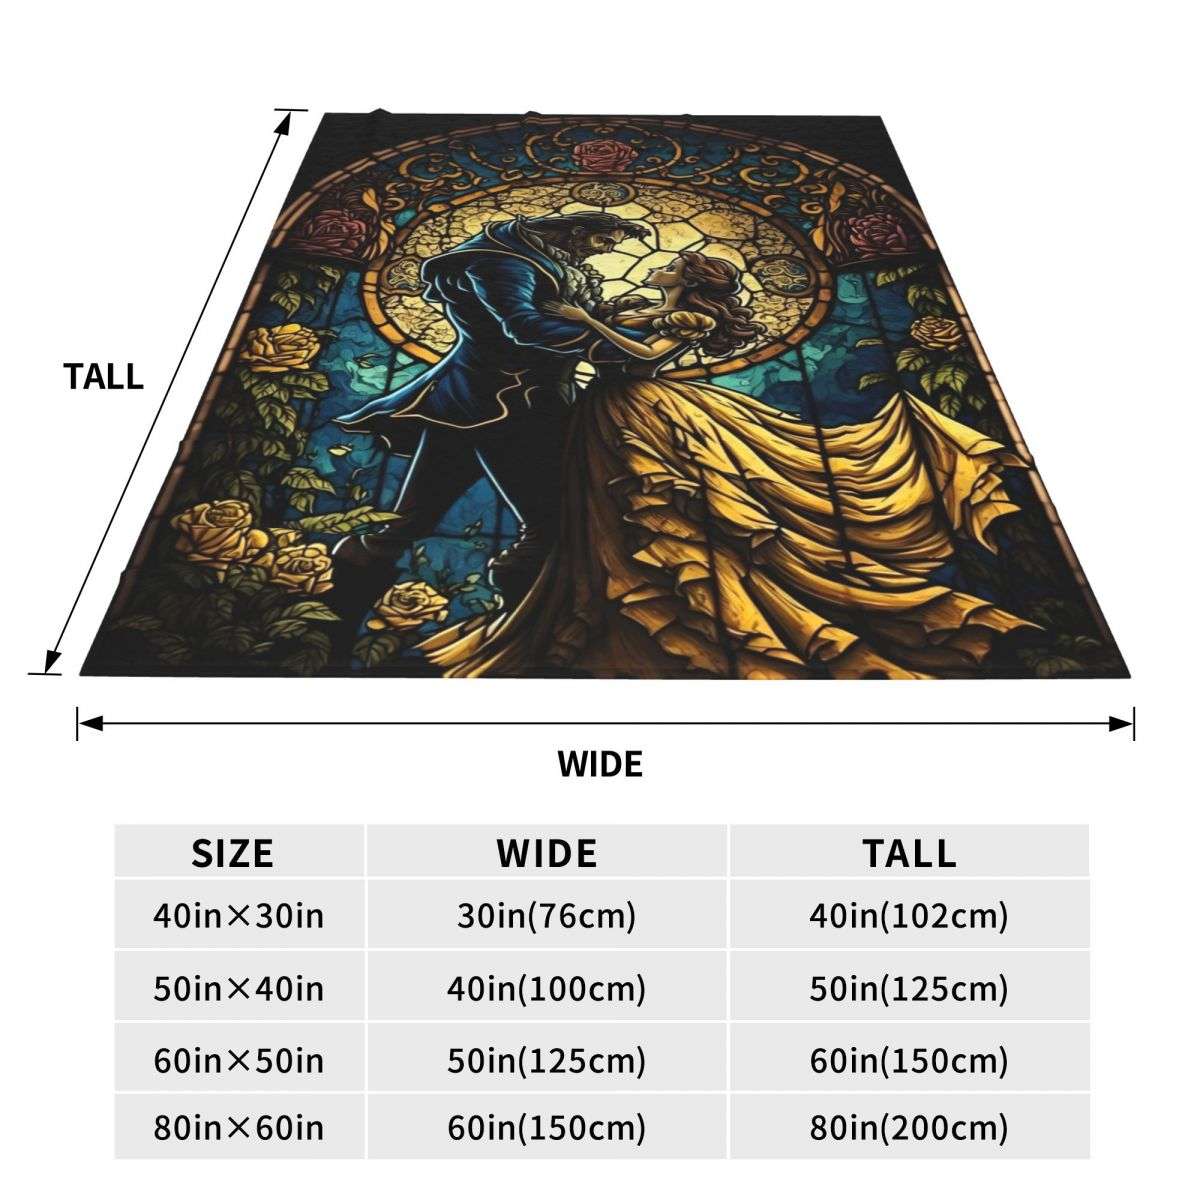 TALL
WIDE
SIZE WIDE TALL
40in×30in 30in(76cm) 40in(102cm)
50in×40in 40in(100cm) 50in(125cm)
60in×50in 50in(125cm) 60in(150cm)
80in×60in 60in(150cm) 80in(200cm)